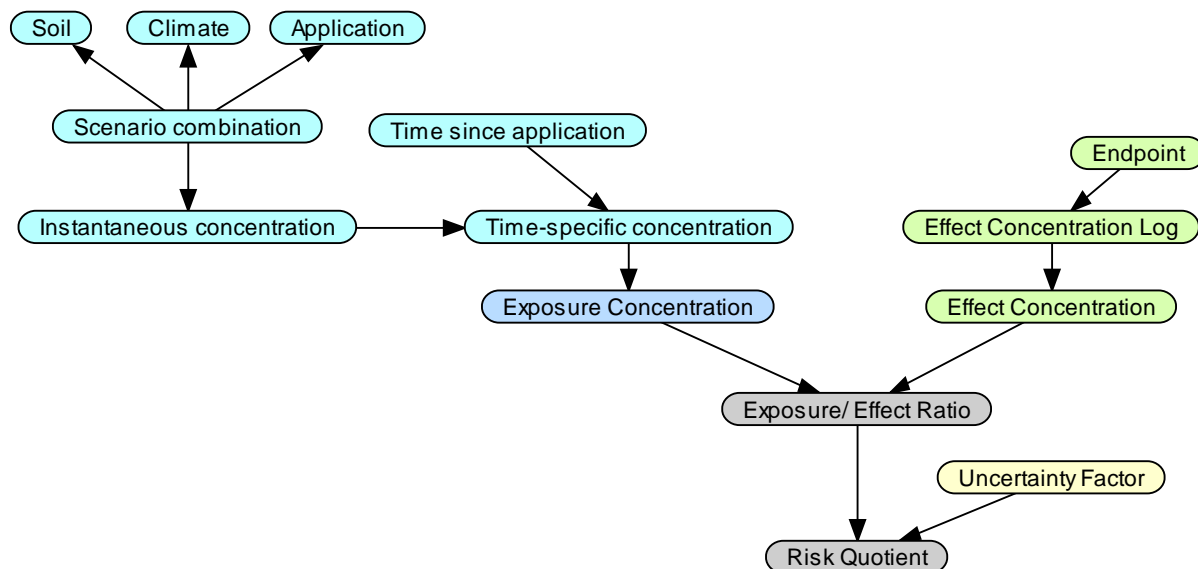 Soil
Climate
Application
Scenario combination
Time since application
Endpoint
Instantaneous concentration
Time-specific concentration
Effect Concentration Log
Exposure Concentration
Effect Concentration
Exposure/ Effect Ratio
Uncertainty Factor
Risk Quotient